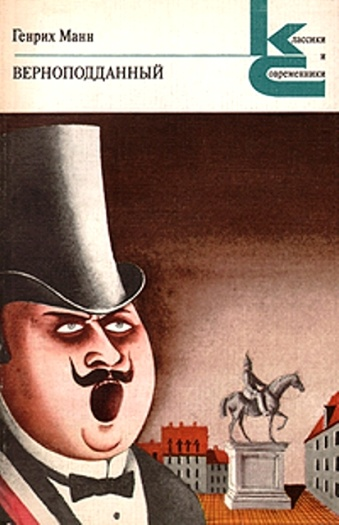 Генрих Манн
ВЕРНОПОДДАННЫЙ
Классики
и
Современники